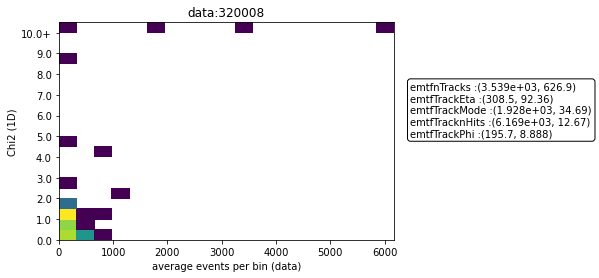 data:320008
10.0+
9.0
8.0
7.0
6.0
5.0
4.0
3.0
2.0
1.0
0.0
Chi2 (1D)
0 1000 2000 3000 4000 5000 6000
average events per bin (data)
emtfnTracks :(3.539e+03, 626.9)
emtfTrackEta :(308.5, 92.36)
emtfTrackMode :(1.928e+03, 34.69)
emtfTracknHits :(6.169e+03, 12.67)
emtfTrackPhi :(195.7, 8.888)